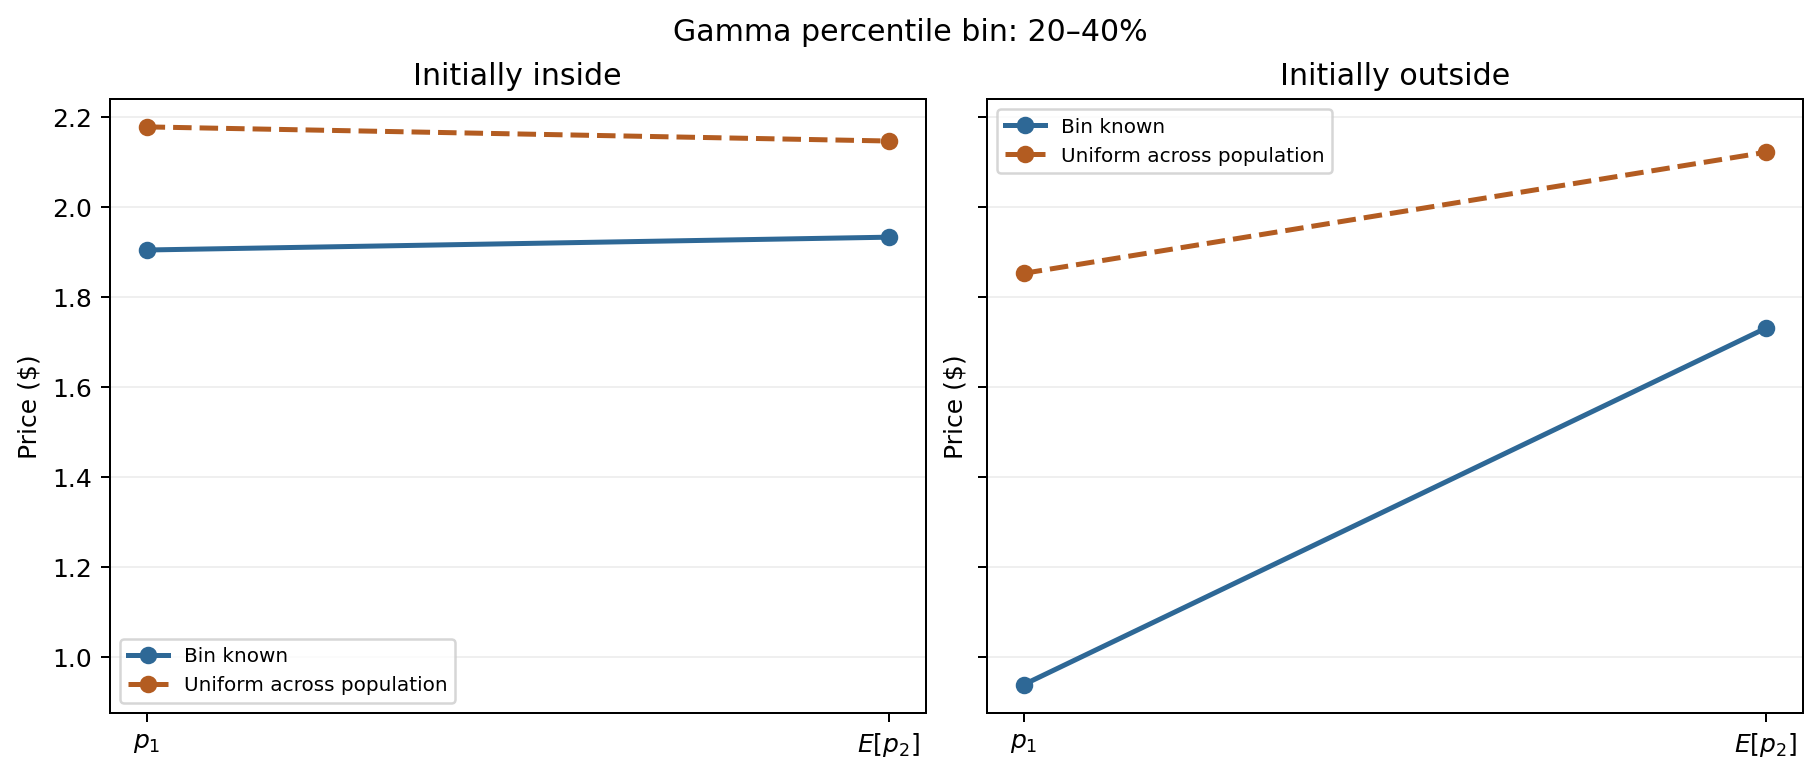 Gamma percentile bin: 20–40%
Initially inside
Price ($)
2.2
2.0
1.8
1.6
1.4
1.2
1.0
Bin known
Uniform across population
p₁
E[p₂]
Initially outside
Price ($)
Bin known
Uniform across population
p₁
E[p₂]